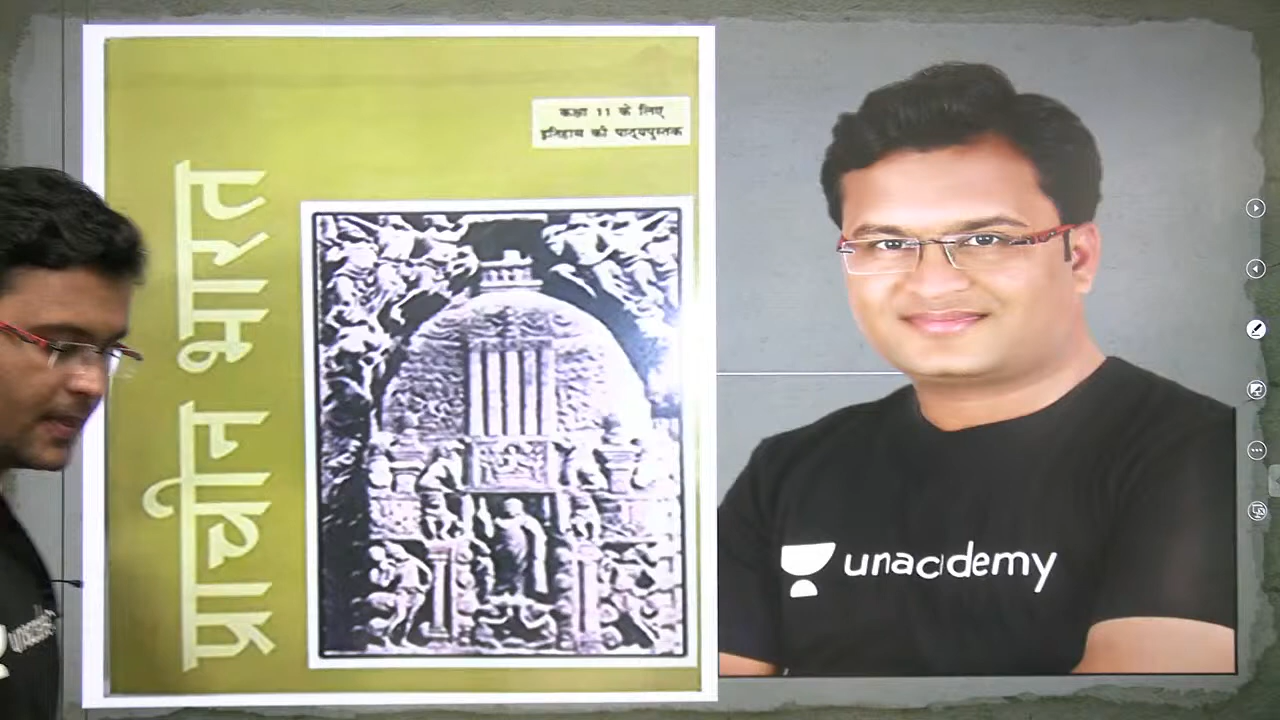 कक्षा 11 के लिए
इतिहास की पाठ्यपुस्तक
प्राचीन भारत
unacademy